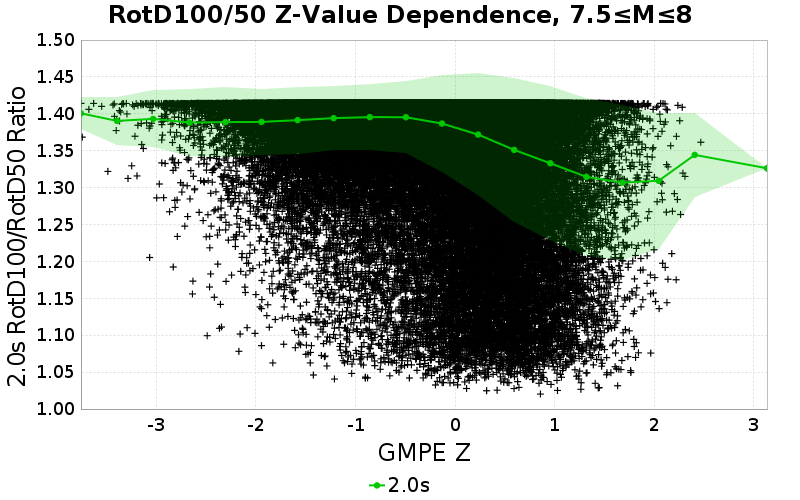 RotD100/50 Z-Value Dependence, 7.5≤M≤8
2.0s RotD100/RotD50 Ratio
1.50
1.45
1.40
1.35
1.30
1.25
1.20
1.15
1.10
1.05
1.00
-3 -2 -1 0 1 2 3
GMPE Z
2.0s